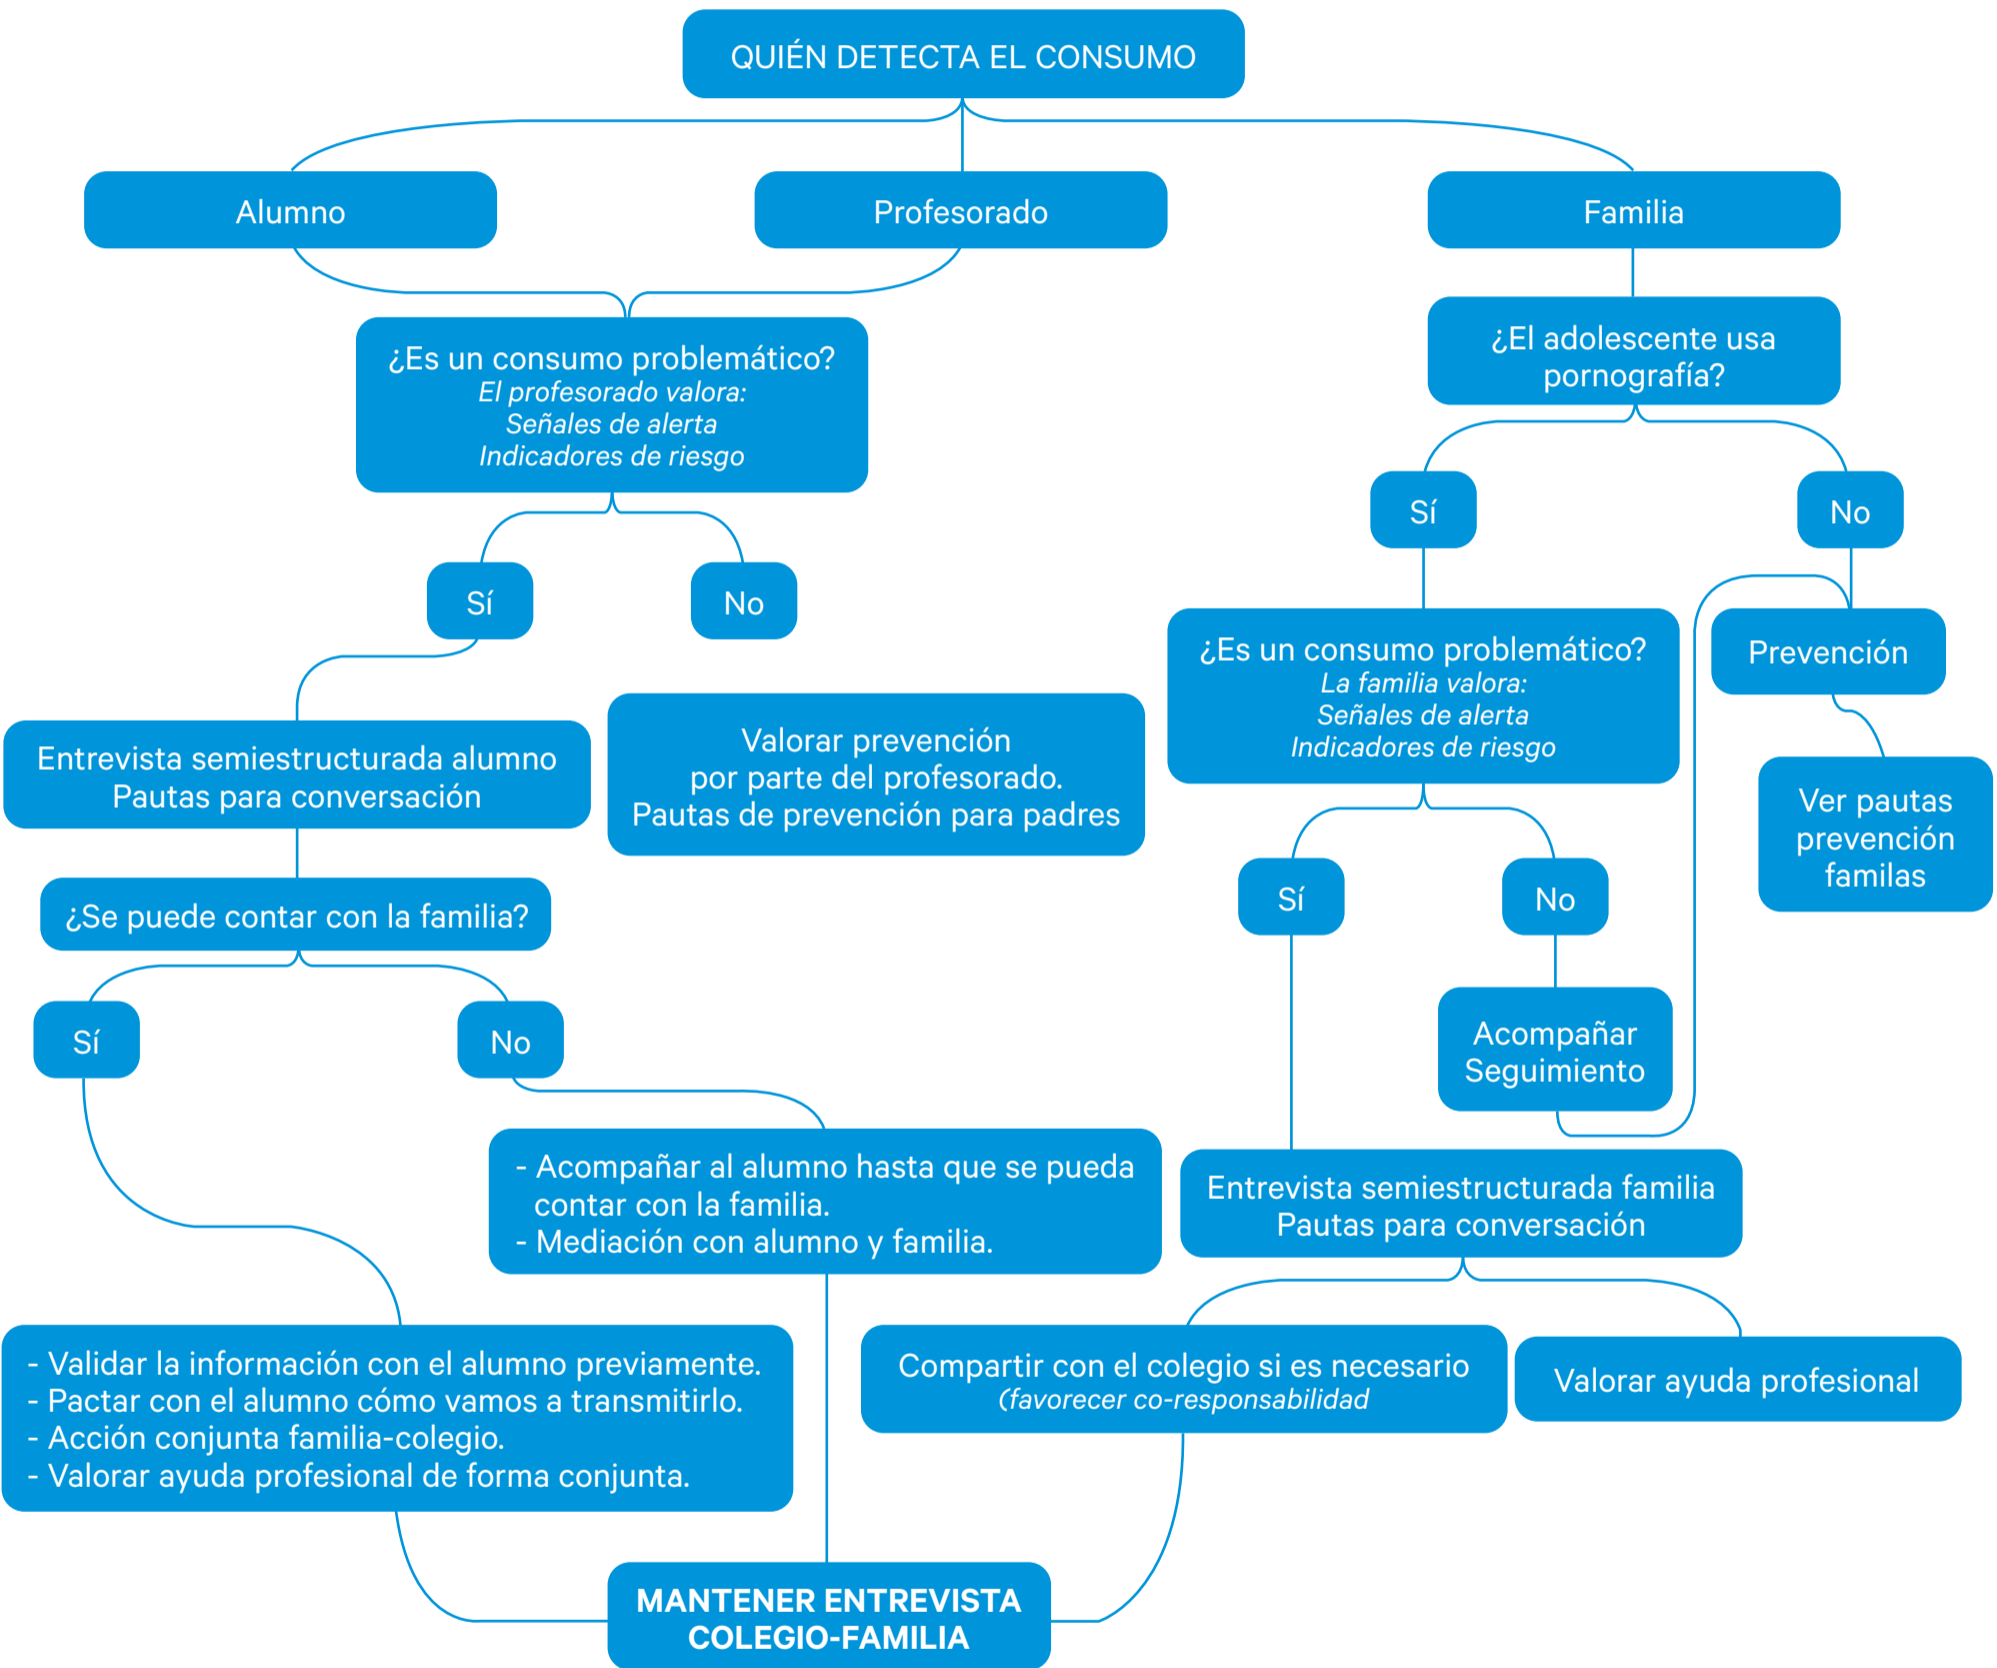 QUIÉN DETECTA EL CONSUMO
Alumno
Profesorado
Familia
¿Es un consumo problemático?
El profesorado valora:
Señales de alerta
Indicadores de riesgo
¿El adolescente usa
pornografía?
Sí
No
Sí
No
¿Es un consumo problemático?
La familia valora:
Señales de alerta
Indicadores de riesgo
Prevención
Entrevista semiestructurada alumno
Pautas para conversación
Valorar prevención
por parte del profesorado.
Pautas de prevención para padres
Ver pautas
prevención
familas
¿Se puede contar con la familia?
Sí
No
Sí
No
Acompañar
Seguimiento
- Acompañar al alumno hasta que se pueda
contar con la familia.
- Mediación con alumno y familia.
Entrevista semiestructurada familia
Pautas para conversación
- Validar la información con el alumno previamente.
- Pactar con el alumno cómo vamos a transmitirlo.
- Acción conjunta familia-colegio.
- Valorar ayuda profesional de forma conjunta.
Compartir con el colegio si es necesario
(favorecer co-responsabilidad
Valorar ayuda profesional
MANTENER ENTREVISTA
COLEGIO-FAMILIA